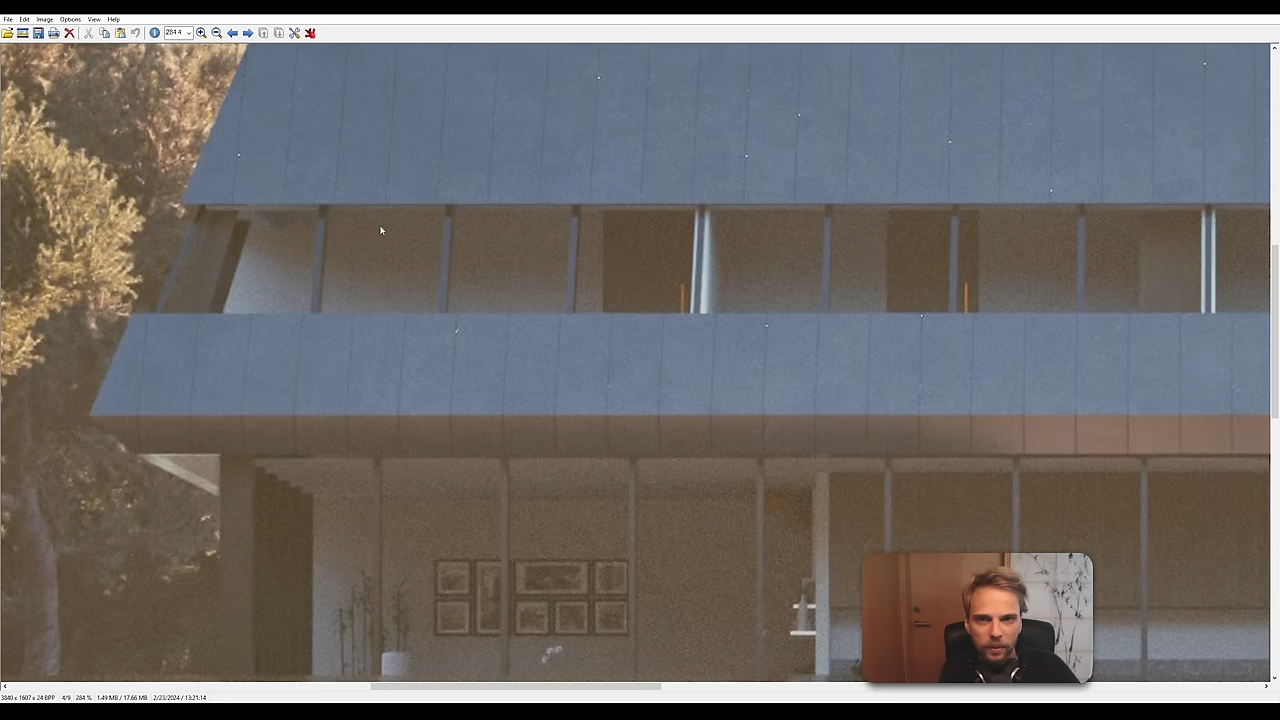 File Edit Image Options View Help
284.4
3840 x 1607 x 24 BPP 4/9 284 % 1.49 MB / 17.66 MB 2/23/2024 / 13:21:14